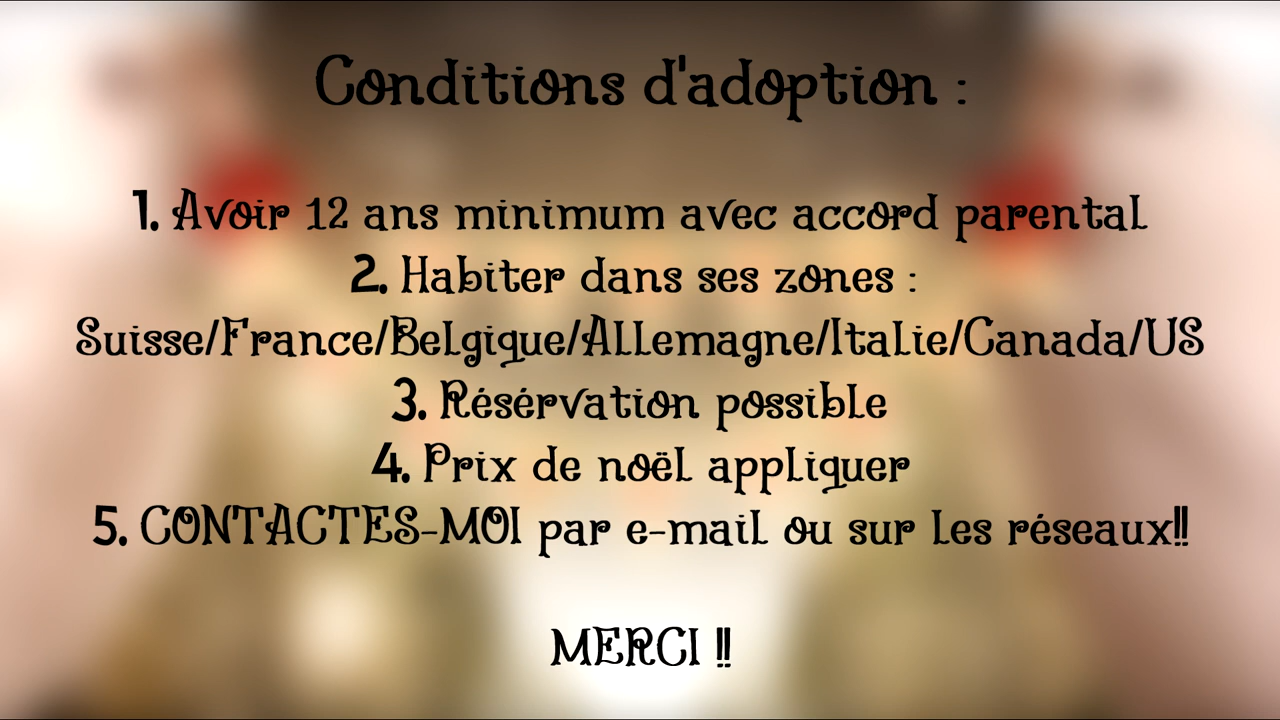 Conditions d'adoption :
1. Avoir 12 ans minimum avec accord parental
2. Habiter dans ses zones :
Suisse/France/Belgique/Allemagne/Italie/Canada/US
3. Résérvation possible
4. Prix de noël appliquer
5. CONTACTES-MOI par e-mail ou sur les réseaux!!
MERCI !!